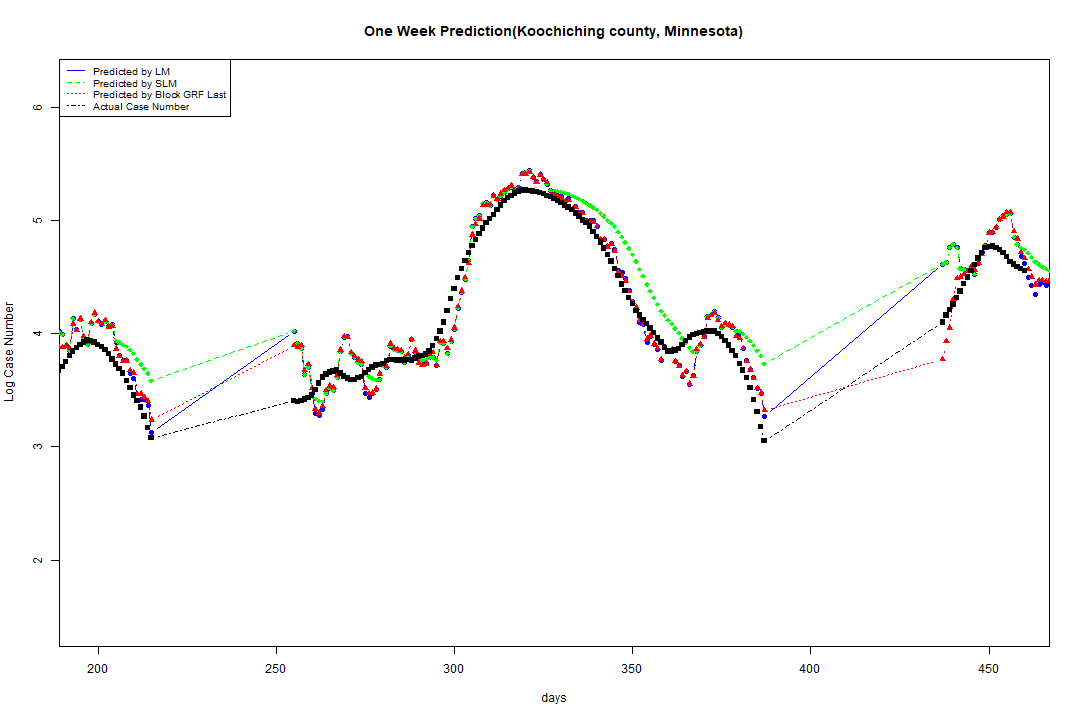 One Week Prediction(Koochiching county, Minnesota)
Predicted by LM
Predicted by SLM
Predicted by Block GRF Last
Actual Case Number
6
5
4
3
2
Log Case Number
200 250 300 350 400 450
days